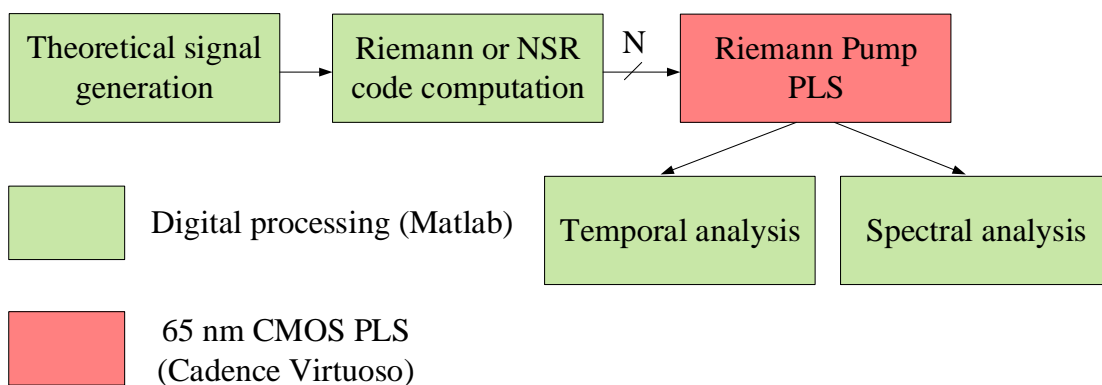 Theoretical signal
generation
Riemann or NSR
code computation
N
Riemann Pump
PLS
Temporal analysis
Spectral analysis
Digital processing (Matlab)
65 nm CMOS PLS
(Cadence Virtuoso)